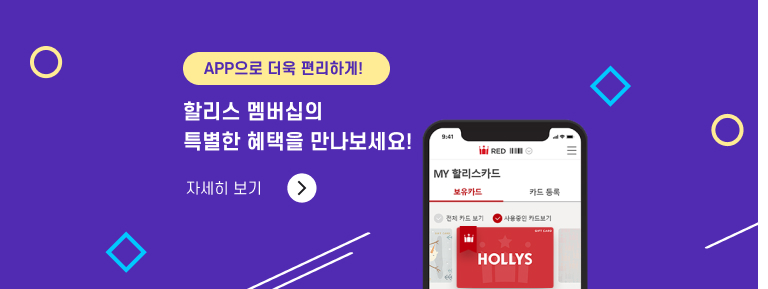 APP으로 더욱 편리하게!
할리스 멤버십의
특별한 혜택을 만나보세요!
자세히 보기
9:41
RED
MY 할리스카드
보유카드
카드 등록
전체 카드 보기
사용중인 카드보기
GIFT CARD
HOLLYS